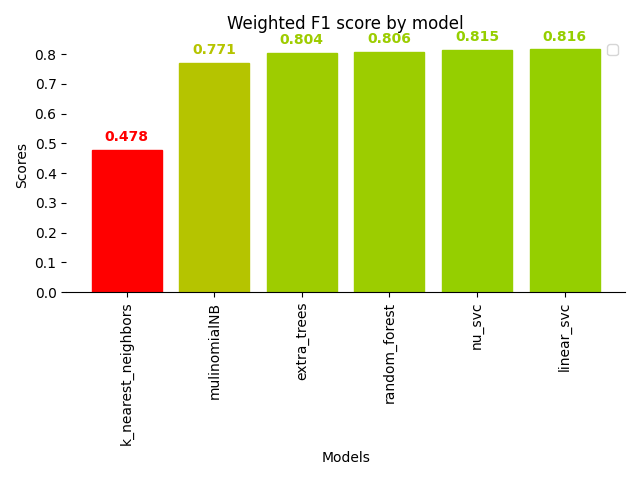 Weighted F1 score by model
0.478
0.771
0.804
0.806
0.815
0.816
Scores
0.8
0.7
0.6
0.5
0.4
0.3
0.2
0.1
0.0
k_nearest_neighbors
mulinomialNB
extra_trees
random_forest
nu_svc
linear_svc
Models